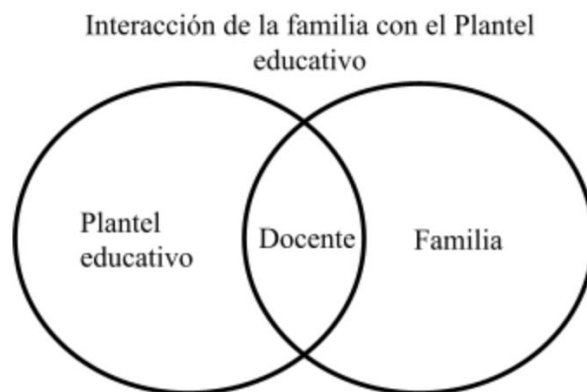 Interacción de la familia con el Plantel
educativo
Plantel
educativo
Docente
Familia